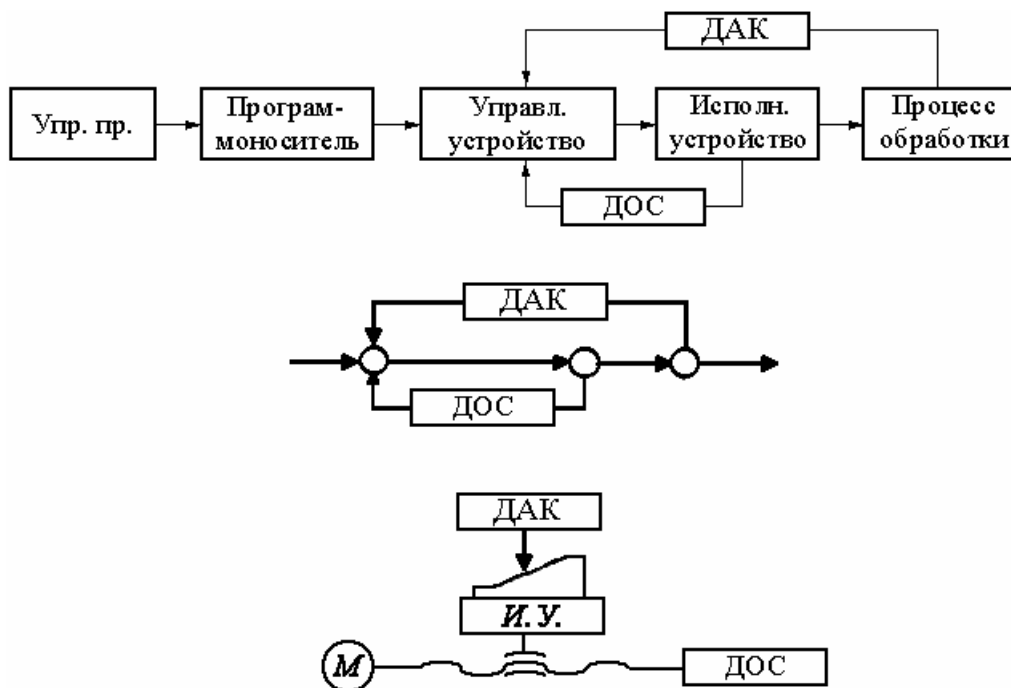 ДАК
Упр. пр.
Програм-
моноситель
Управл.
устройство
Исполн.
устройство
Процесс
обработки
ДОС
ДАК
ДОС
ДАК
И. У.
М
ДОС